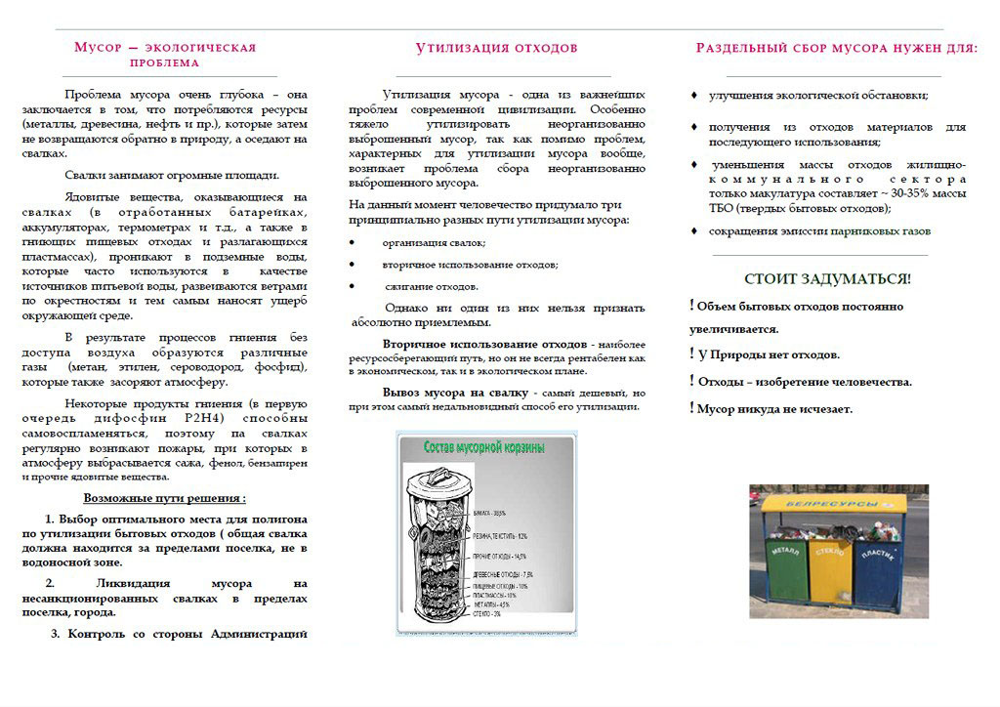 Мусор — экологическая
проблема
Проблема мусора очень глубока – она
заключается в том, что потребляются ресурсы
(металлы, древесина, нефть и пр.), которые затем
не возвращаются обратно в природу, а оседают на
свалках.
Свалки занимают огромные площади.
Ядовитые вещества, оказывающиеся на
свалках (в отработанных батарейках,
аккумуляторах, термометрах и т.д., а также в
гниющих пищевых отходах и разлагающихся
пластмассах), проникают в подземные воды,
которые часто используются в качестве
источников питьевой воды, развеиваются ветрами
по окрестностям и тем самым наносят ущерб
окружающей среде.
В результате процессов гниения без
доступа воздуха образуются различные
газы (метан, этилен, сероводород, фосфид),
которые также засоряют атмосферу.
Некоторые продукты гниения (в первую
очередь дифосфин P2H4) способны
самовоспламеняться, поэтому на свалках
регулярно возникают пожары, при которых в
атмосферу выбрасывается сажа, фенол, бензапирен
и прочие ядовитые вещества.
Возможные пути решения :
1. Выбор оптимального места для полигона
по утилизации бытовых отходов ( общая свалка
должна находится за пределами поселка, не в
водоносной зоне.
2. Ликвидация мусора на
несанкционированных свалках в пределах
поселка, города.
3. Контроль со стороны Администраций
Утилизация отходов
Утилизация мусора - одна из важнейших
проблем современной цивилизации. Особенно
тяжело утилизировать неорганизованно
выброшенный мусор, так как помимо проблем,
характерных для утилизации мусора вообще,
возникает проблема сбора неорганизованно
выброшенного мусора.
На данный момент человечество придумало три
принципиально разных пути утилизации мусора:
• организация свалок;
• вторичное использование отходов;
• сжигание отходов.
Однако ни один из них нельзя признать
абсолютно приемлемым.
Вторичное использование отходов - наиболее
ресурсосберегающий путь, но он не всегда рентабелен как
в экономическом, так и в экологическом плане.
Вывоз мусора на свалку - самый дешевый, но
при этом самый недальновидный способ его утилизации.
Состав мусорной корзины
РЕЗИНА, ТЕКСТИЛЬ - 12%
ПРОЧИЕ ОТХОДЫ - 14,5%
ДРЕВЕСНЫЕ ОТХОДЫ - 7,5%
ПИЩЕВЫЕ ОТХОДЫ - 10%
ПЛАСТМАССЫ - 10%
МЕТАЛЛЫ - 4,5%
СТЕКЛО - 3%
Раздельный сбор мусора нужен для:
♦ улучшения экологической обстановки;
♦ получения из отходов материалов для
последующего использования;
♦ уменьшения массы отходов жилищно-
коммунального сектора
только макулатура составляет ~ 30-35% массы
ТБО (твердых бытовых отходов);
♦ сокращения эмиссии парниковых газов
СТОИТ ЗАДУМАТЬСЯ!
! Объем бытовых отходов постоянно
увеличивается.
! У Природы нет отходов.
! Отходы – изобретение человечества.
! Мусор никуда не исчезает.
БЕЛРЕСУРСЫ
МЕТАЛЛ
СТЕКЛО
ПЛАСТИК